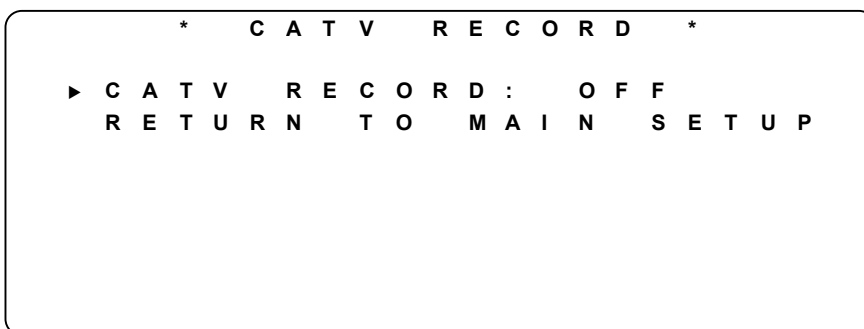 * CATV RECORD *
▶ CATV RECORD: OFF
RETURN TO MAIN SETUP